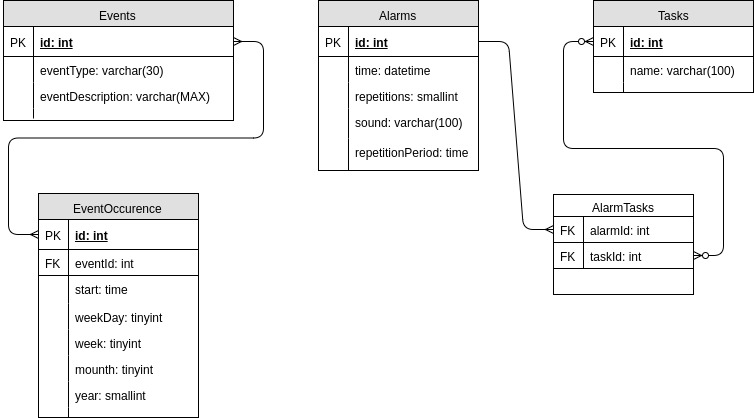 Events
PK id: int
eventType: varchar(30)
eventDescription: varchar(MAX)
Alarms
PK id: int
time: datetime
repetitions: smallint
sound: varchar(100)
repetitionPeriod: time
Tasks
PK id: int
name: varchar(100)
EventOccurence
PK id: int
FK eventId: int
start: time
weekDay: tinyint
week: tinyint
mounth: tinyint
year: smallint
AlarmTasks
FK alarmId: int
FK taskId: int